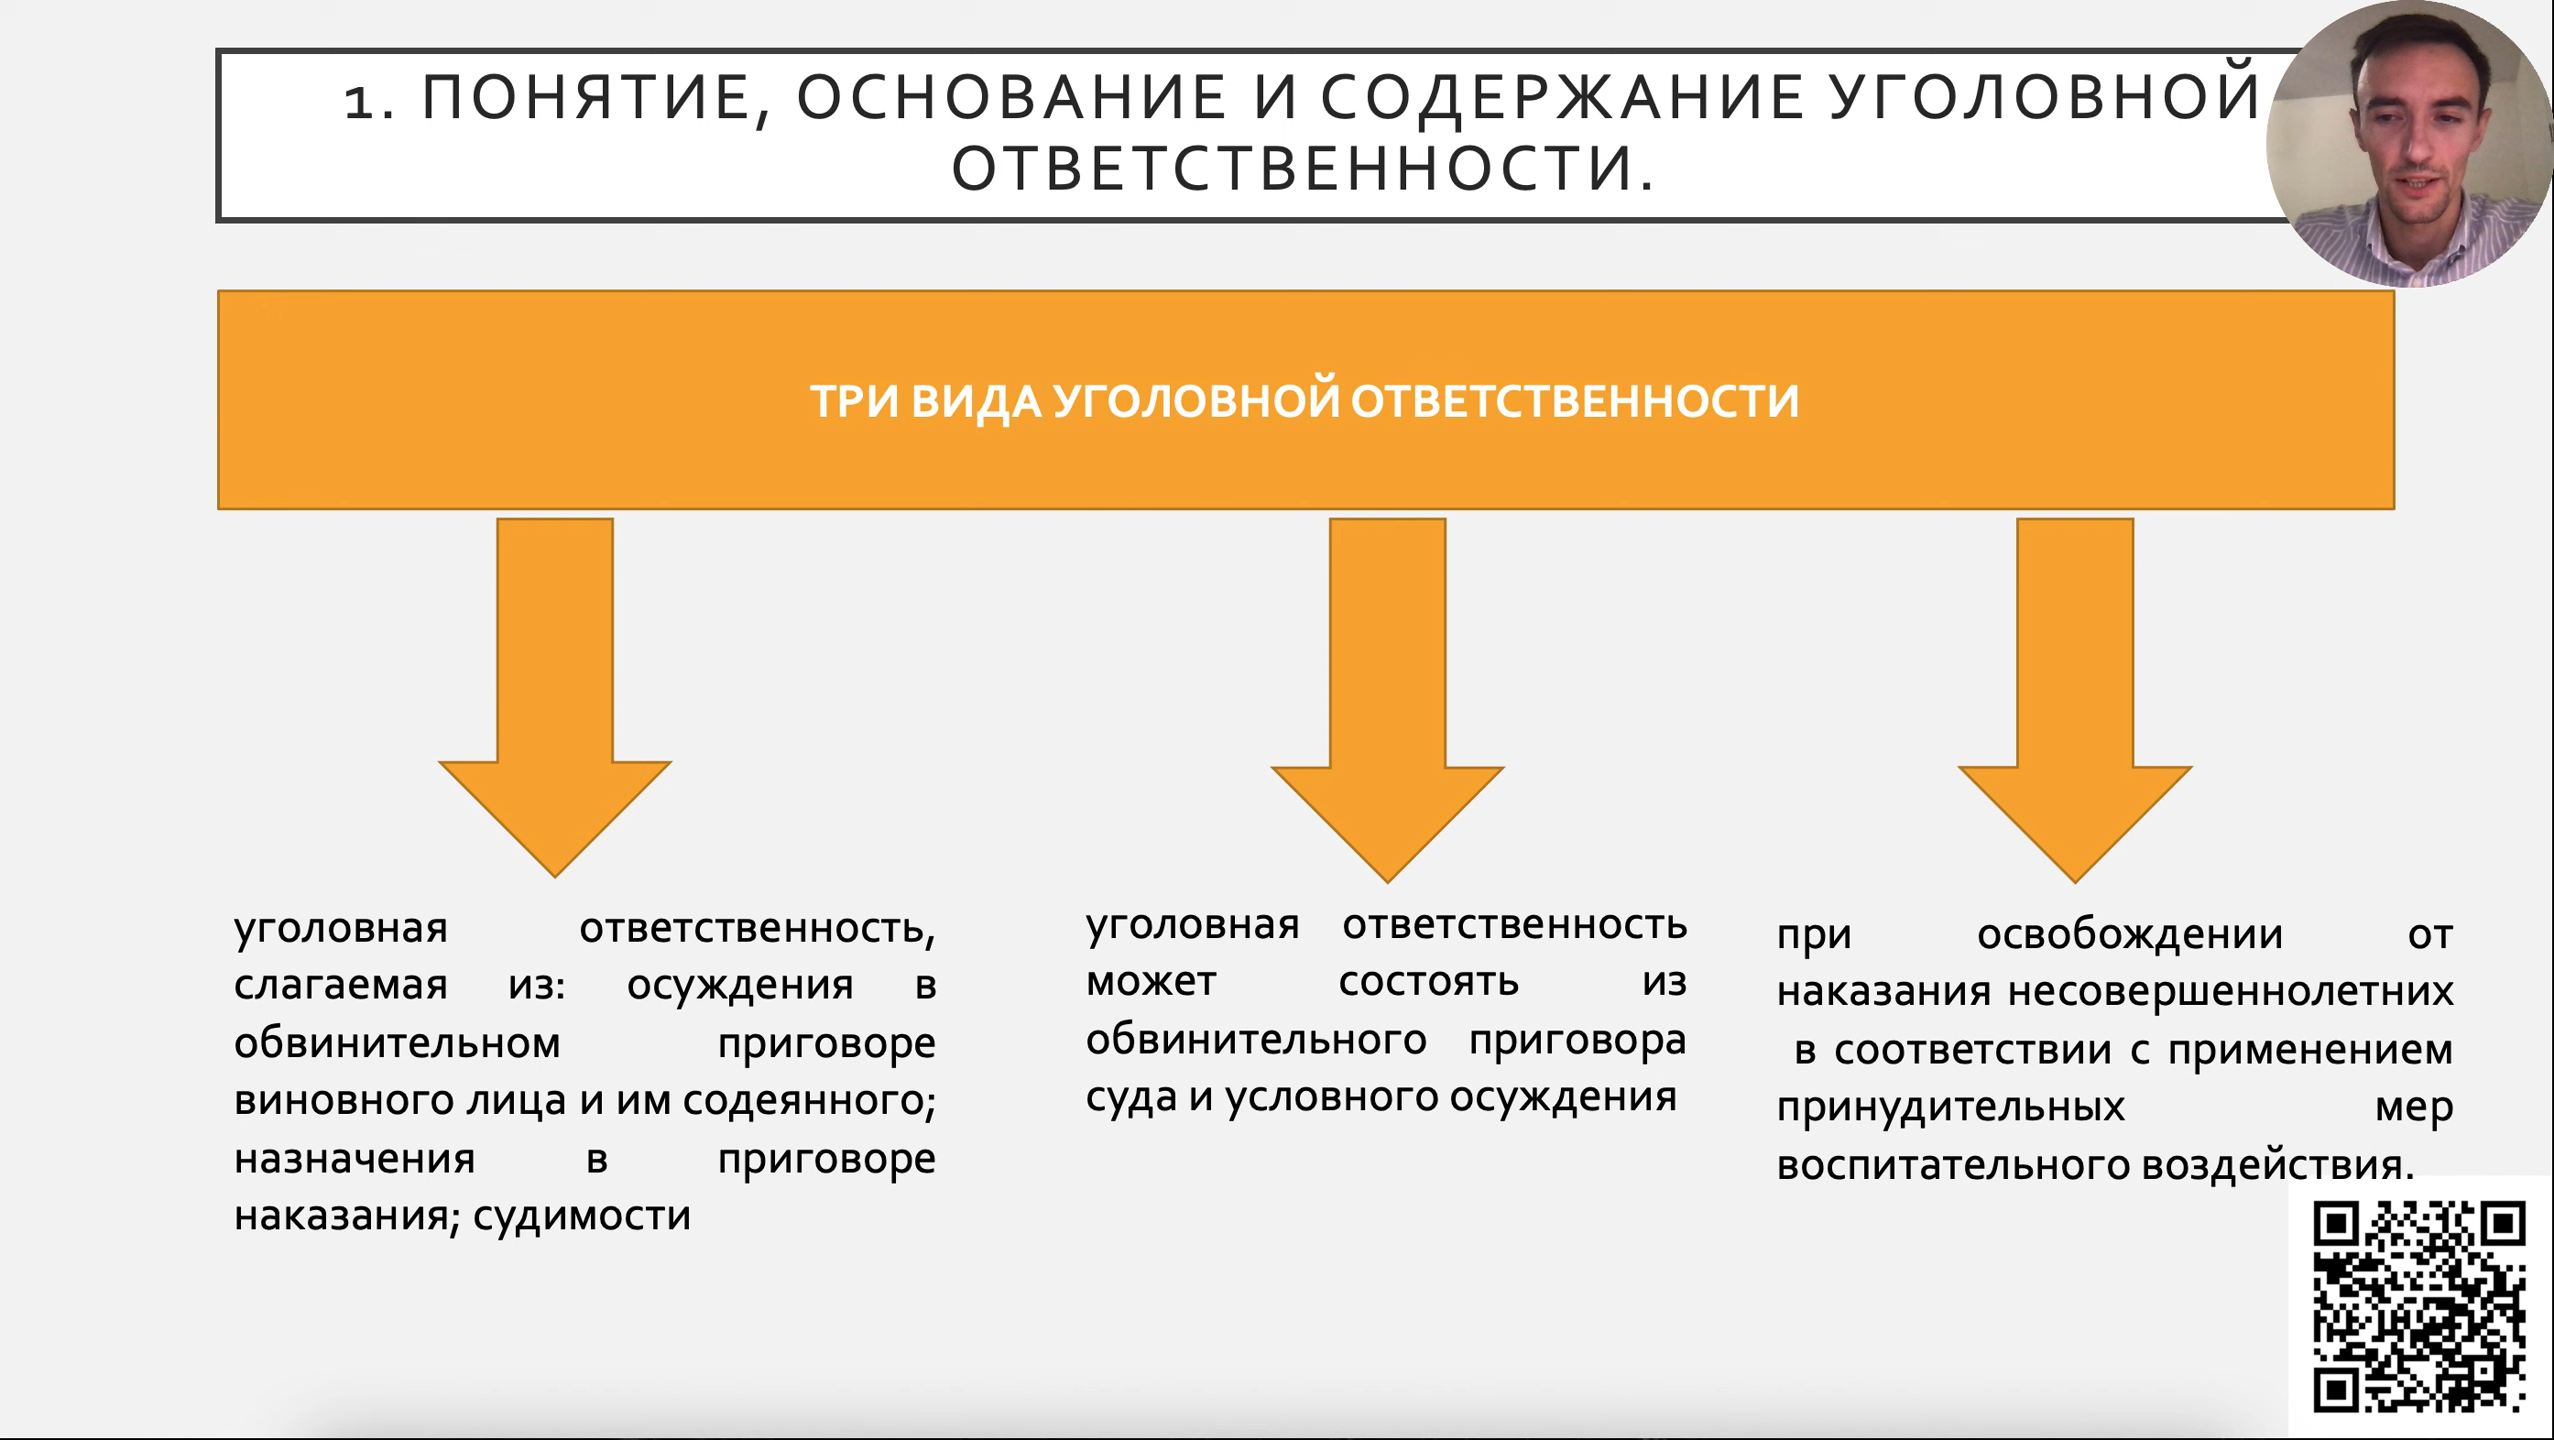 1. ПОНЯТИЕ, ОСНОВАНИЕ И СОДЕРЖАНИЕ УГОЛОВНОЙ
ОТВЕТСТВЕННОСТИ.
ТРИ ВИДА УГОЛОВНОЙ ОТВЕТСТВЕННОСТИ
уголовная ответственность,
слагаемая из: осуждения в
обвинительном приговоре
виновного лица и им содеянного;
назначения в приговоре
наказания; судимости
уголовная ответственность
может состоять из
обвинительного приговора
суда и условного осуждения
при освобождении от
наказания несовершеннолетних
в соответствии с применением
принудительных мер
воспитательного воздействия.